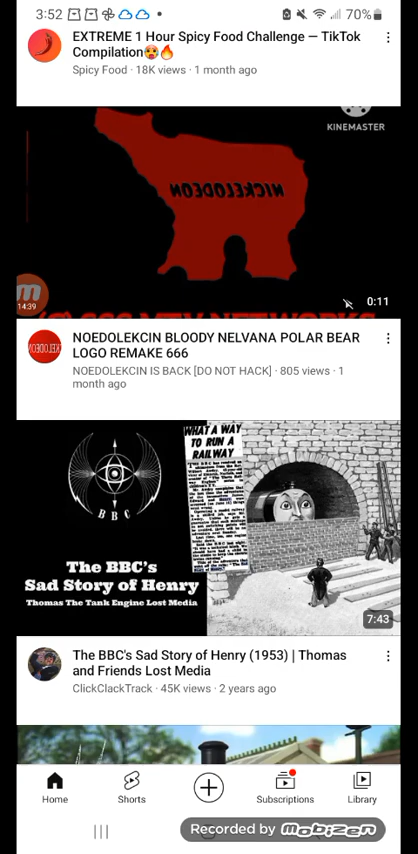 3:52
70%
EXTREME 1 Hour Spicy Food Challenge — TikTok
Compilation🥵🔥
Spicy Food · 18K views · 1 month ago
KINEMASTER
NICKELODEON
14:39
0:11
(C) 666 MTV NETWORKS
NOEDOLEKCIN BLOODY NELVANA POLAR BEAR
LOGO REMAKE 666
NOEDOLEKCIN IS BACK [DO NOT HACK] · 805 views · 1
month ago
BBC
WHAT A WAY
TO RUN A
RAILWAY
The BBC's
Sad Story of Henry
Thomas The Tank Engine Lost Media
7:43
The BBC's Sad Story of Henry (1953) | Thomas
and Friends Lost Media
ClickClackTrack · 45K views · 2 years ago
Home
Shorts
Subscriptions
Library
Recorded by mobizen